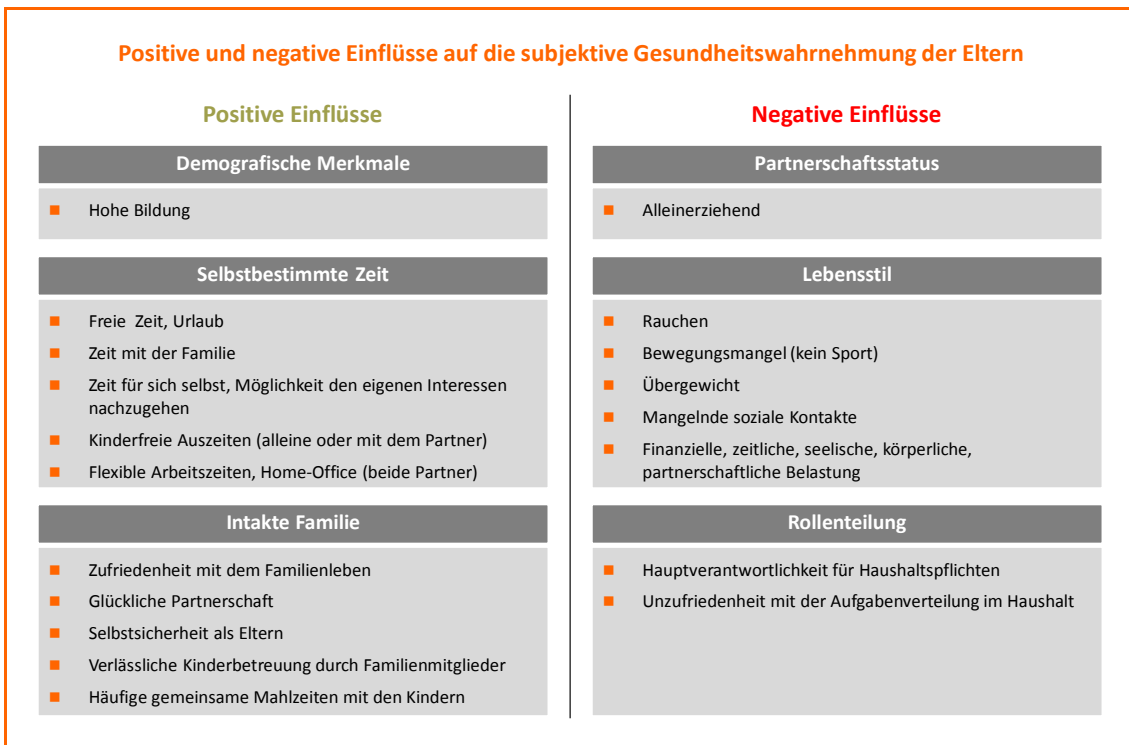 Positive und negative Einflüsse auf die subjektive Gesundheitswahrnehmung der Eltern
Positive Einflüsse
Demografische Merkmale
Hohe Bildung
Selbstbestimmte Zeit
Freie Zeit, Urlaub
Zeit mit der Familie
Zeit für sich selbst, Möglichkeit den eigenen Interessen
nachzugehen
Kinderfreie Auszeiten (alleine oder mit dem Partner)
Flexible Arbeitszeiten, Home-Office (beide Partner)
Intakte Familie
Zufriedenheit mit dem Familienleben
Glückliche Partnerschaft
Selbstsicherheit als Eltern
Verlässliche Kinderbetreuung durch Familienmitglieder
Häufige gemeinsame Mahlzeiten mit den Kindern
Negative Einflüsse
Partnerschaftsstatus
Alleinerziehend
Lebensstil
Rauchen
Bewegungsmangel (kein Sport)
Übergewicht
Mangelnde soziale Kontakte
Finanzielle, zeitliche, seelische, körperliche,
partnerschaftliche Belastung
Rollenteilung
Hauptverantwortlichkeit für Haushaltspflichten
Unzufriedenheit mit der Aufgabenverteilung im Haushalt